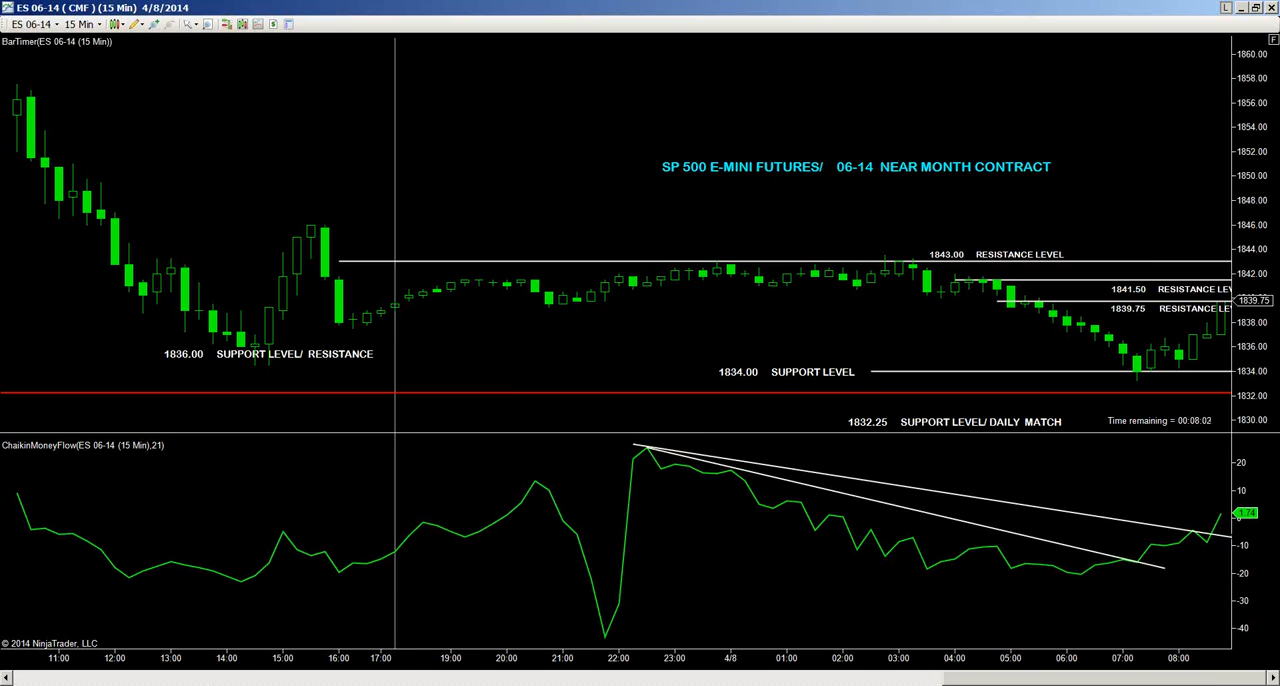 ES 06-14 ( CMF ) (15 Min) 4/8/2014
L
ES 06-14 15 Min
$
BarTimer(ES 06-14 (15 Min))
F
1860.00
1858.00
1856.00
1854.00
1852.00
SP 500 E-MINI FUTURES/ 06-14 NEAR MONTH CONTRACT
1850.00
1848.00
1846.00
1844.00
1843.00 RESISTANCE LEVEL
1842.00
1841.50 RESISTANCE LEV
1839.75
1839.75 RESISTANCE LE
1838.00
1836.00
1836.00 SUPPORT LEVEL/ RESISTANCE
1834.00 SUPPORT LEVEL
1834.00
1832.00
1832.25 SUPPORT LEVEL/ DAILY MATCH
Time remaining = 00:08:02
1830.00
ChaikinMoneyFlow(ES 06-14 (15 Min),21)
20
10
1.74
0
-10
-20
-30
-40
© 2014 NinjaTrader, LLC
11:00 12:00 13:00 14:00 15:00 16:00 17:00 19:00 20:00 21:00 22:00 23:00 4/8 01:00 02:00 03:00 04:00 05:00 06:00 07:00 08:00